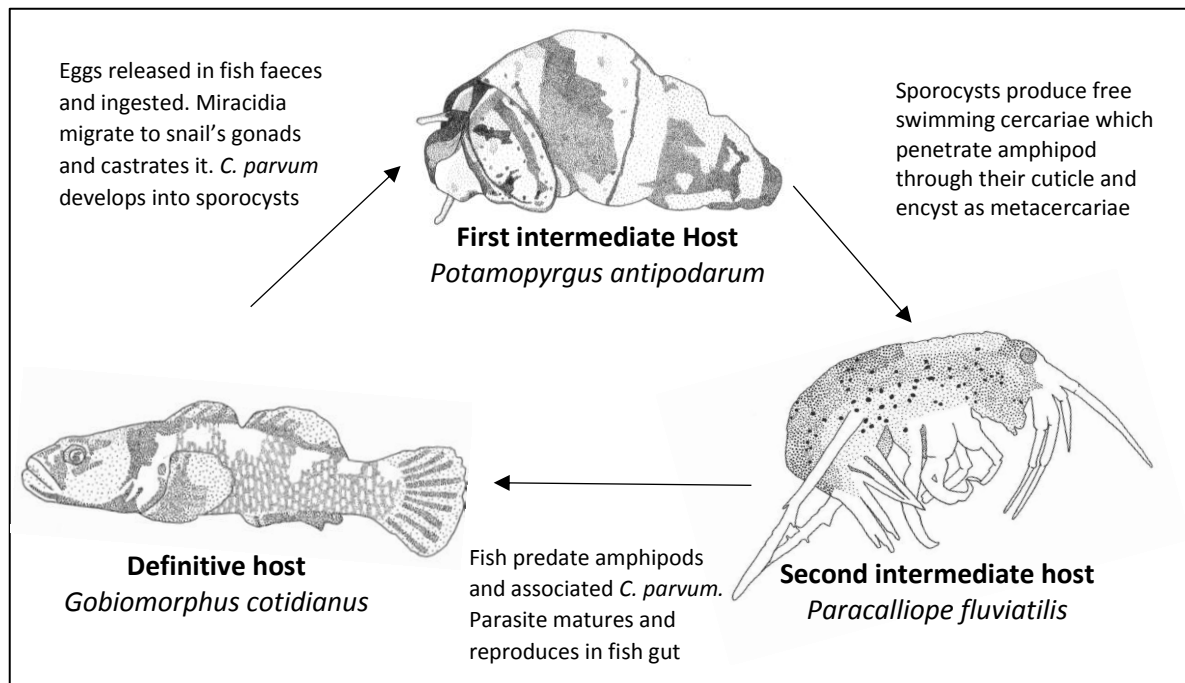 Eggs released in fish faeces
and ingested. Miracidia
migrate to snail's gonads
and castrates it. C. parvum
develops into sporocysts
Sporocysts produce free
swimming cercariae which
penetrate amphipod
through their cuticle and
encyst as metacercariae
First intermediate Host
Potamopyrgus antipodarum
Definitive host
Gobiomorphus cotidianus
Fish predate amphipods
and associated C. parvum.
Parasite matures and
reproduces in fish gut
Second intermediate host
Paracalliope fluviatilis